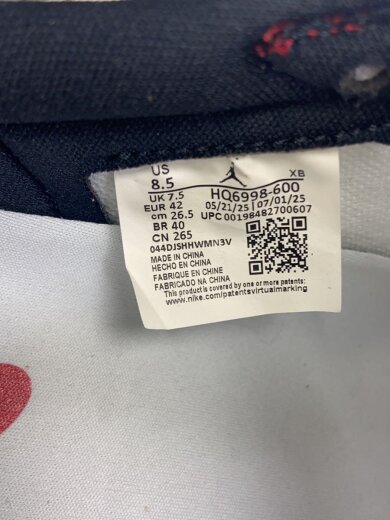 US
8.5
XB
UK 7.5 HQ6998-600
EUR 42 05/21/25 07/01/25
cm 26.5 UPC 00198482700607
BR 40
CN 265
044DJSHHWMN3V
MADE IN CHINA
HECHO EN CHINA
FABRIQUE EN CHINE
FABRICADO NA CHINA
This product is covered by one or more patents:
www.nike.com/patentsvirtualmarking